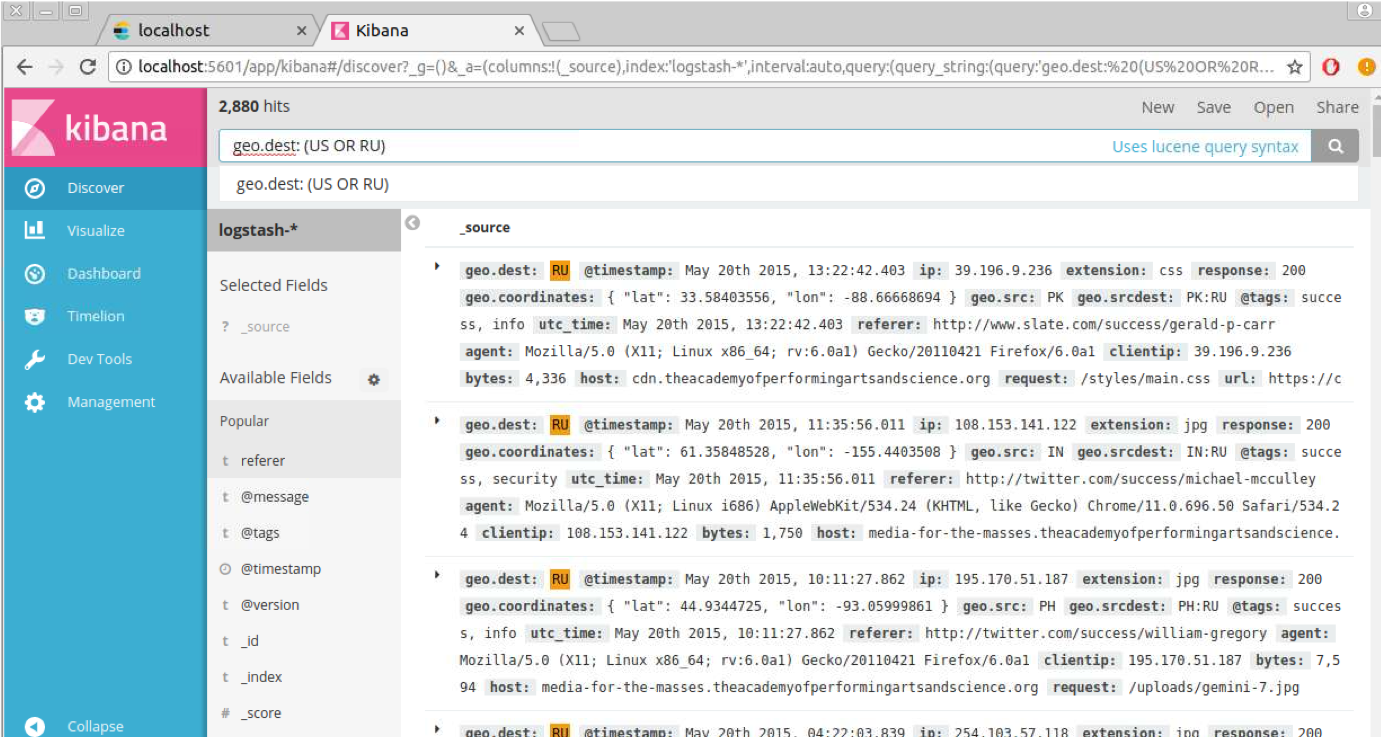 localhost ×
Kibana ×
localhost:5601/app/kibana#/discover?_g=()&_a=(columns:!(_source),index:'logstash-*',interval:auto,query:(query_string:(query:'geo.dest:%20(US%20OR%20R...
kibana
2,880 hits
New Save Open Share
geo.dest: (US OR RU) Uses lucene query syntax
geo.dest: (US OR RU)
Discover
Visualize
Dashboard
Timelion
Dev Tools
Management
Collapse
logstash-*
Selected Fields
? _source
Available Fields
Popular
t referer
t @message
t @tags
@timestamp
t @version
t _id
t _index
# _score
_source
geo.dest: RU @timestamp: May 20th 2015, 13:22:42.403 ip: 39.196.9.236 extension: css response: 200
geo.coordinates: { "lat": 33.58403556, "lon": -88.66668694 } geo.src: PK geo.srcdest: PK:RU @tags: succe
ss, info utc_time: May 20th 2015, 13:22:42.403 referer: http://www.slate.com/success/gerald-p-carr
agent: Mozilla/5.0 (X11; Linux x86_64; rv:6.0a1) Gecko/20110421 Firefox/6.0a1 clientip: 39.196.9.236
bytes: 4,336 host: cdn.theacademyofperformingartsandscience.org request: /styles/main.css url: https://c
geo.dest: RU @timestamp: May 20th 2015, 11:35:56.011 ip: 108.153.141.122 extension: jpg response: 200
geo.coordinates: { "lat": 61.35848528, "lon": -155.4403508 } geo.src: IN geo.srcdest: IN:RU @tags: succe
ss, security utc_time: May 20th 2015, 11:35:56.011 referer: http://twitter.com/success/michael-mcculley
agent: Mozilla/5.0 (X11; Linux i686) AppleWebKit/534.24 (KHTML, like Gecko) Chrome/11.0.696.50 Safari/534.2
4 clientip: 108.153.141.122 bytes: 1,750 host: media-for-the-masses.theacademyofperformingartsandscience.
geo.dest: RU @timestamp: May 20th 2015, 10:11:27.862 ip: 195.170.51.187 extension: jpg response: 200
geo.coordinates: { "lat": 44.9344725, "lon": -93.05999861 } geo.src: PH geo.srcdest: PH:RU @tags: succes
s, info utc_time: May 20th 2015, 10:11:27.862 referer: http://twitter.com/success/william-gregory agent:
Mozilla/5.0 (X11; Linux x86_64; rv:6.0a1) Gecko/20110421 Firefox/6.0a1 clientip: 195.170.51.187 bytes: 7,5
94 host: media-for-the-masses.theacademyofperformingartsandscience.org request: /uploads/gemini-7.jpg
geo.dest: RU @timestamp: May 20th 2015, 04:22:03.839 ip: 254.103.57.118 extension: jpg response: 200